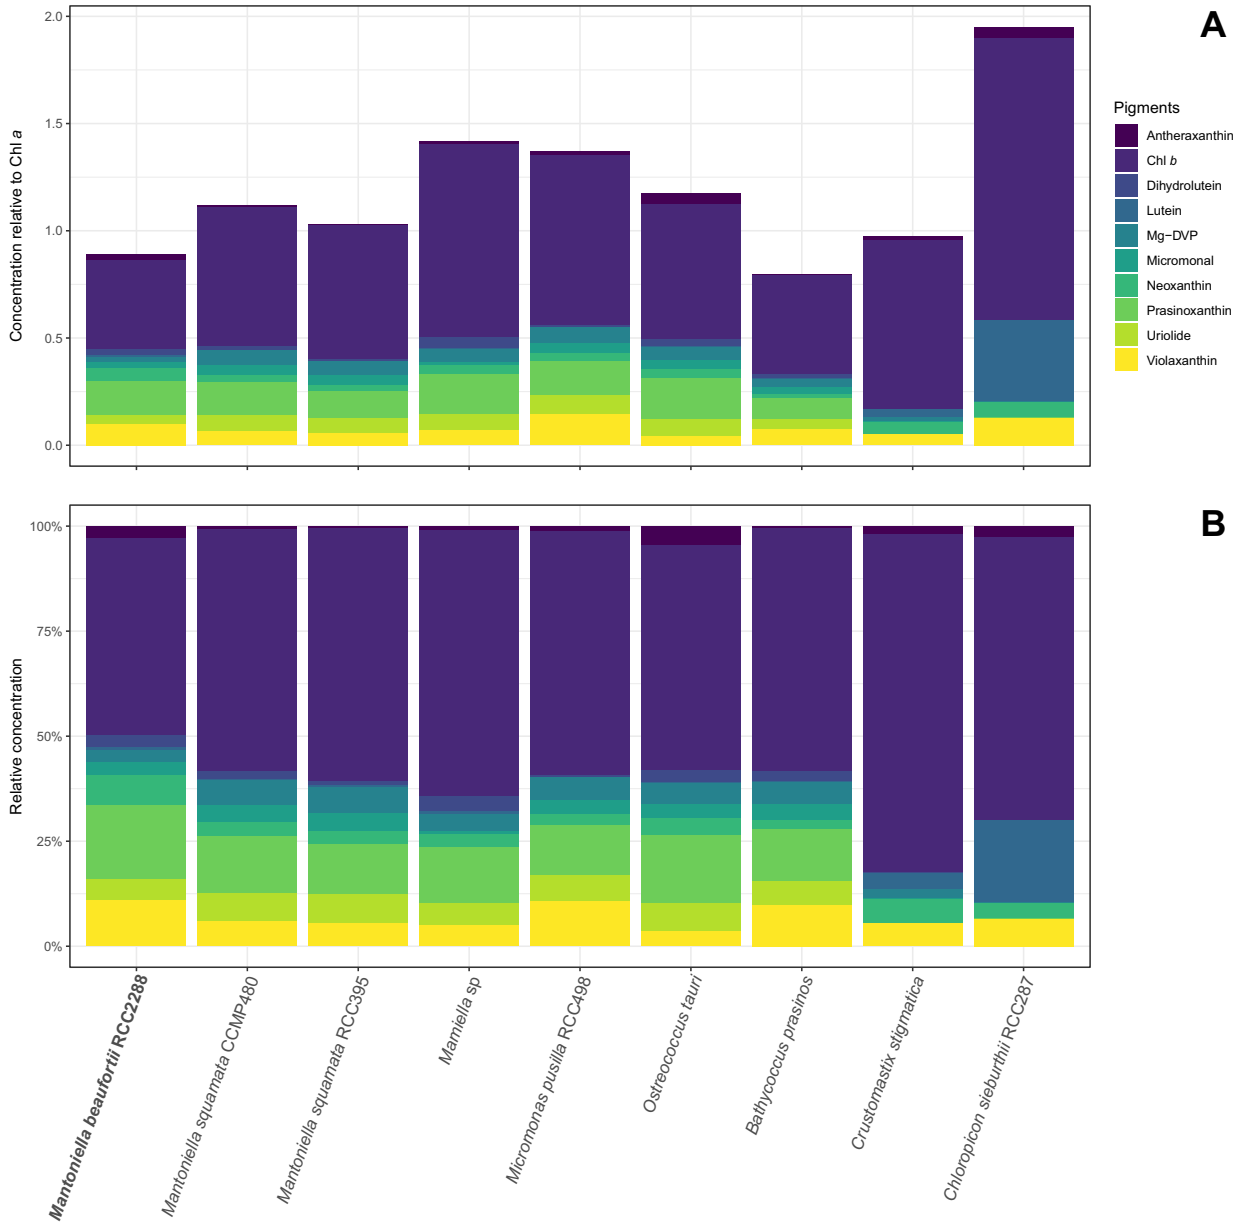 A
2.0
1.5
1.0
0.5
0.0
Concentration relative to Chl a
Pigments
Antheraxanthin
Chl b
Dihydrolutein
Lutein
Mg−DVP
Micromonal
Neoxanthin
Prasinoxanthin
Uriolide
Violaxanthin
B
100%
75%
50%
25%
0%
Relative concentration
Mantoniella beaufortii RCC2288
Mantoniella squamata CCMP480
Mantoniella squamata RCC395
Mamiella sp
Micromonas pusilla RCC498
Ostreococcus tauri
Bathycoccus prasinos
Crustomastix stigmatica
Chloropicon sieburthii RCC287